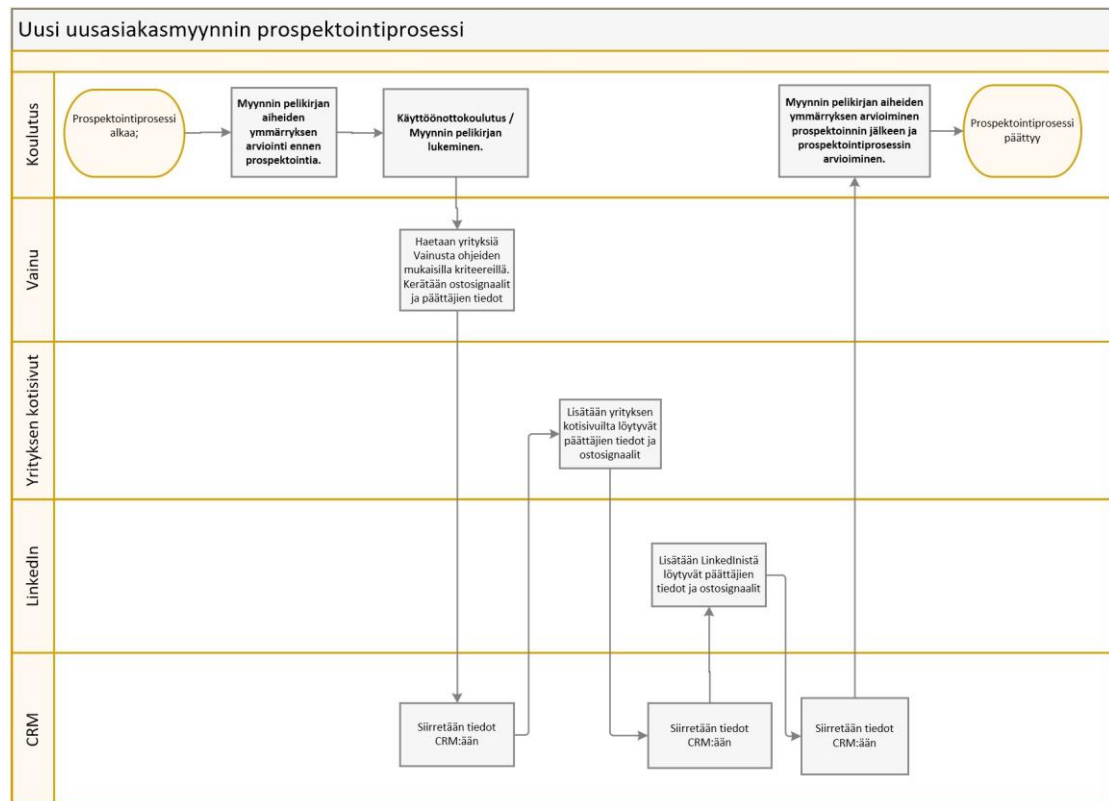 Uusi uusasiakasmyynnin prospektointiprosessi
Koulutus
Prospektointiprosessi
alkaa;
Myynnin pelikirjan
aiheiden
ymmärryksen
arviointi ennen
prospektointia.
Käyttöönottokoulutus /
Myynnin pelikirjan
lukeminen.
Myynnin pelikirjan aiheiden
ymmärryksen arvioiminen
prospektoinnin jälkeen ja
prospektointiprosessin
arvioiminen.
Prospektointiprosessi
päättyy
Vainu
Haetaan yrityksiä
Vainusta ohjeiden
mukaisilla kriteereillä.
Kerätään ostosignaalit
ja päättäjien tiedot
Yrityksen kotisivut
Lisätään yrityksen
kotisivuilta löytyvät
päättäjien tiedot ja
ostosignaalit
LinkedIn
Lisätään LinkedInistä
löytyvät päättäjien
tiedot ja ostosignaalit
CRM
Siirretään tiedot
CRM:ään
Siirretään tiedot
CRM:ään
Siirretään tiedot
CRM:ään